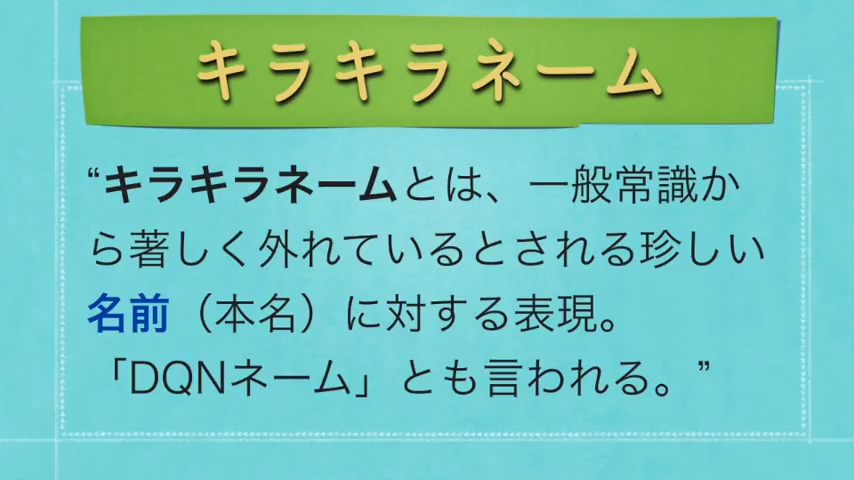 キラキラネーム
“キラキラネームとは、一般常識か
ら著しく外れているとされる珍しい
名前（本名）に対する表現。
「DQNネーム」とも言われる。”